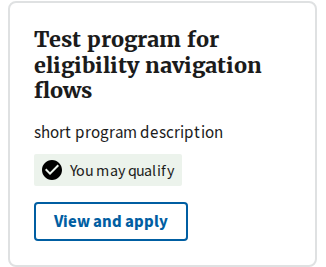 Test program for
eligibility navigation
flows
short program description
You may qualify
View and apply